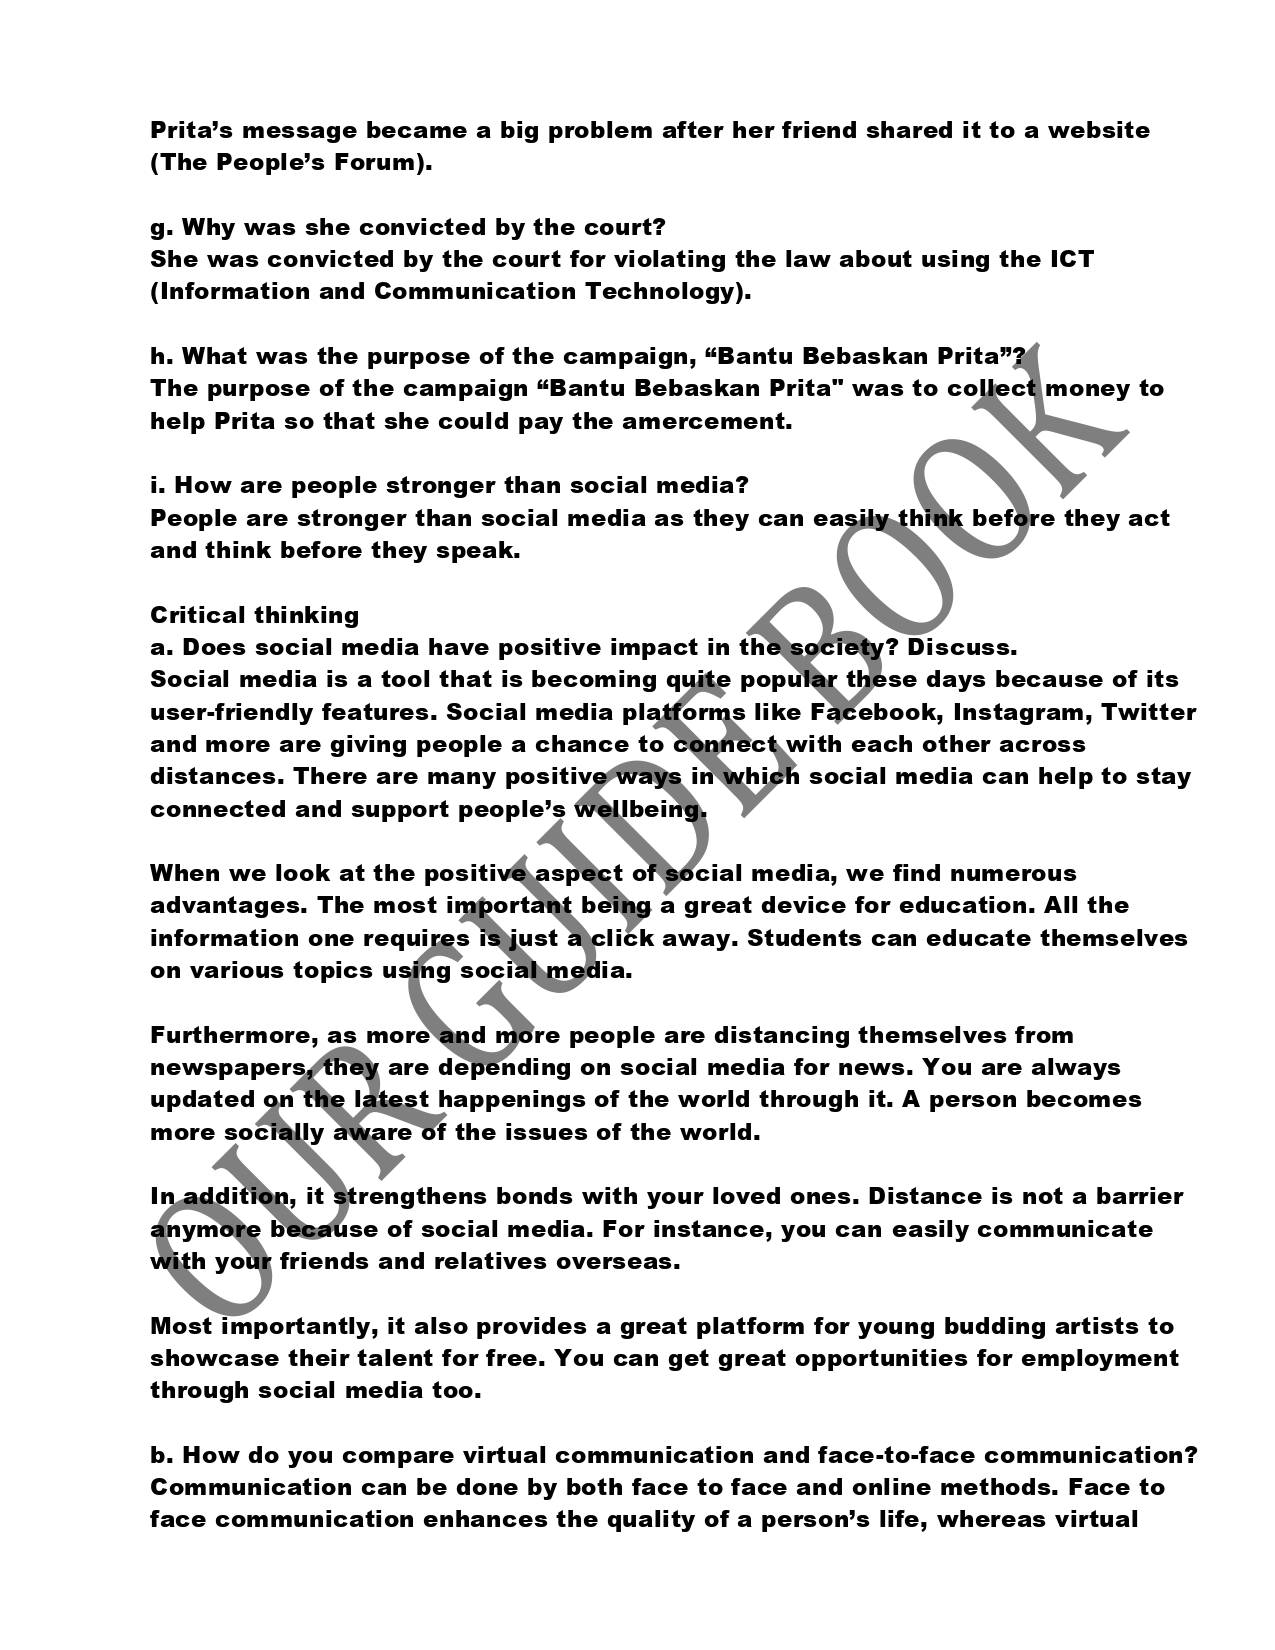 Prita’s message became a big problem after her friend shared it to a website
(The People’s Forum).
g. Why was she convicted by the court?
She was convicted by the court for violating the law about using the ICT
(Information and Communication Technology).
h. What was the purpose of the campaign, “Bantu Bebaskan Prita”?
The purpose of the campaign “Bantu Bebaskan Prita" was to collect money to
help Prita so that she could pay the amercement.
i. How are people stronger than social media?
People are stronger than social media as they can easily think before they act
and think before they speak.
Critical thinking
a. Does social media have positive impact in the society? Discuss.
Social media is a tool that is becoming quite popular these days because of its
user-friendly features. Social media platforms like Facebook, Instagram, Twitter
and more are giving people a chance to connect with each other across
distances. There are many positive ways in which social media can help to stay
connected and support people’s wellbeing.
When we look at the positive aspect of social media, we find numerous
advantages. The most important being a great device for education. All the
information one requires is just a click away. Students can educate themselves
on various topics using social media.
Furthermore, as more and more people are distancing themselves from
newspapers, they are depending on social media for news. You are always
updated on the latest happenings of the world through it. A person becomes
more socially aware of the issues of the world.
In addition, it strengthens bonds with your loved ones. Distance is not a barrier
anymore because of social media. For instance, you can easily communicate
with your friends and relatives overseas.
Most importantly, it also provides a great platform for young budding artists to
showcase their talent for free. You can get great opportunities for employment
through social media too.
b. How do you compare virtual communication and face-to-face communication?
Communication can be done by both face to face and online methods. Face to
face communication enhances the quality of a person’s life, whereas virtual
OUR GUIDE BOOK